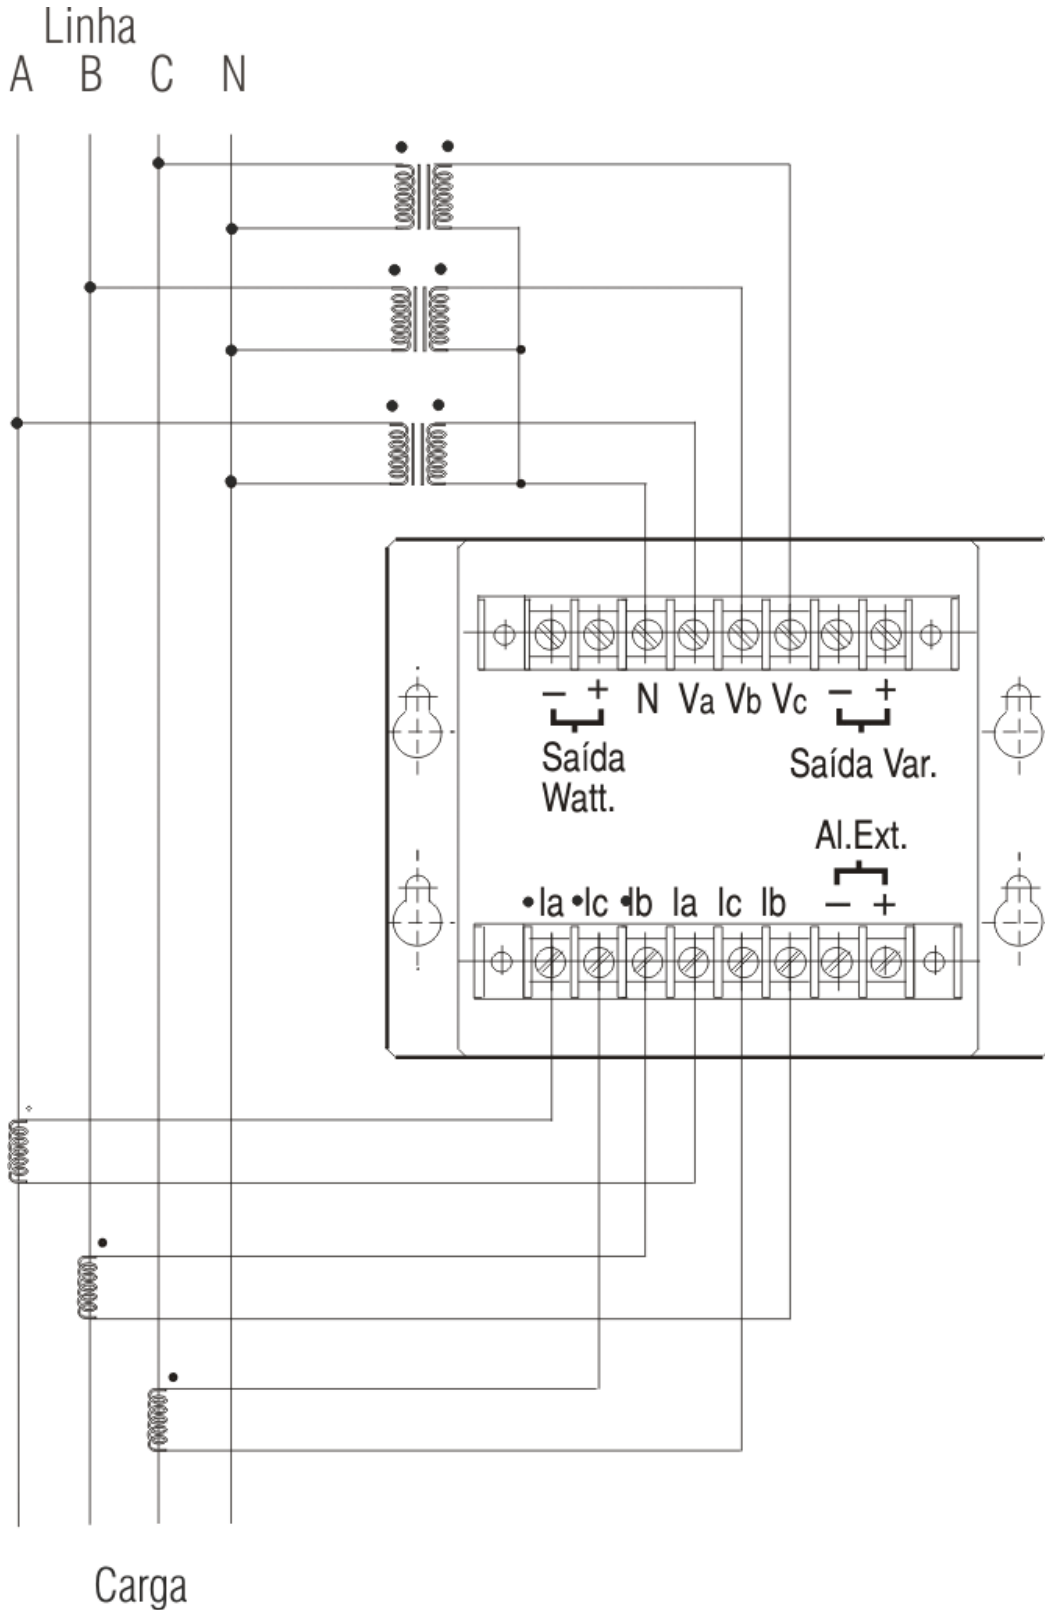 Linha
A B C N
– + N Va Vb Vc – +
Saída
Watt.
Saída Var.
Al.Ext.
•Ia •Ic •Ib Ia Ic Ib – +
Carga